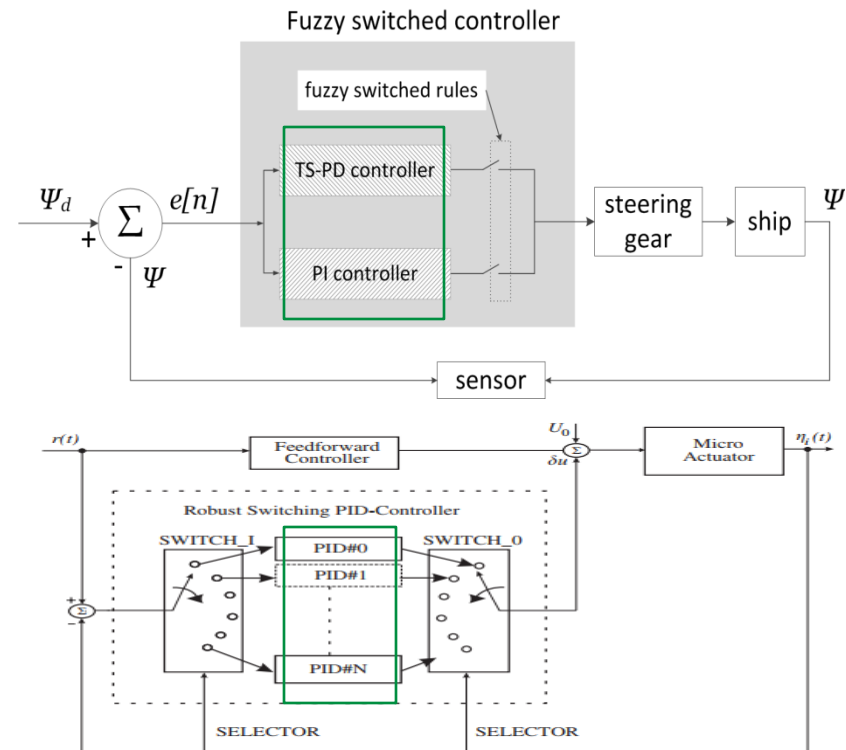 Fuzzy switched controller
fuzzy switched rules
TS-PD controller
Ψd
e[n]
Σ
+
-
Ψ
PI controller
steering
gear
ship
Ψ
sensor
r(t)
Feedforward
Controller
U0
Σ
δu
Micro
Actuator
ηi(t)
Robust Switching PID-Controller
SWITCH_I
SWITCH_0
PID#0
PID#1
PID#N
+
Σ
−
SELECTOR
SELECTOR